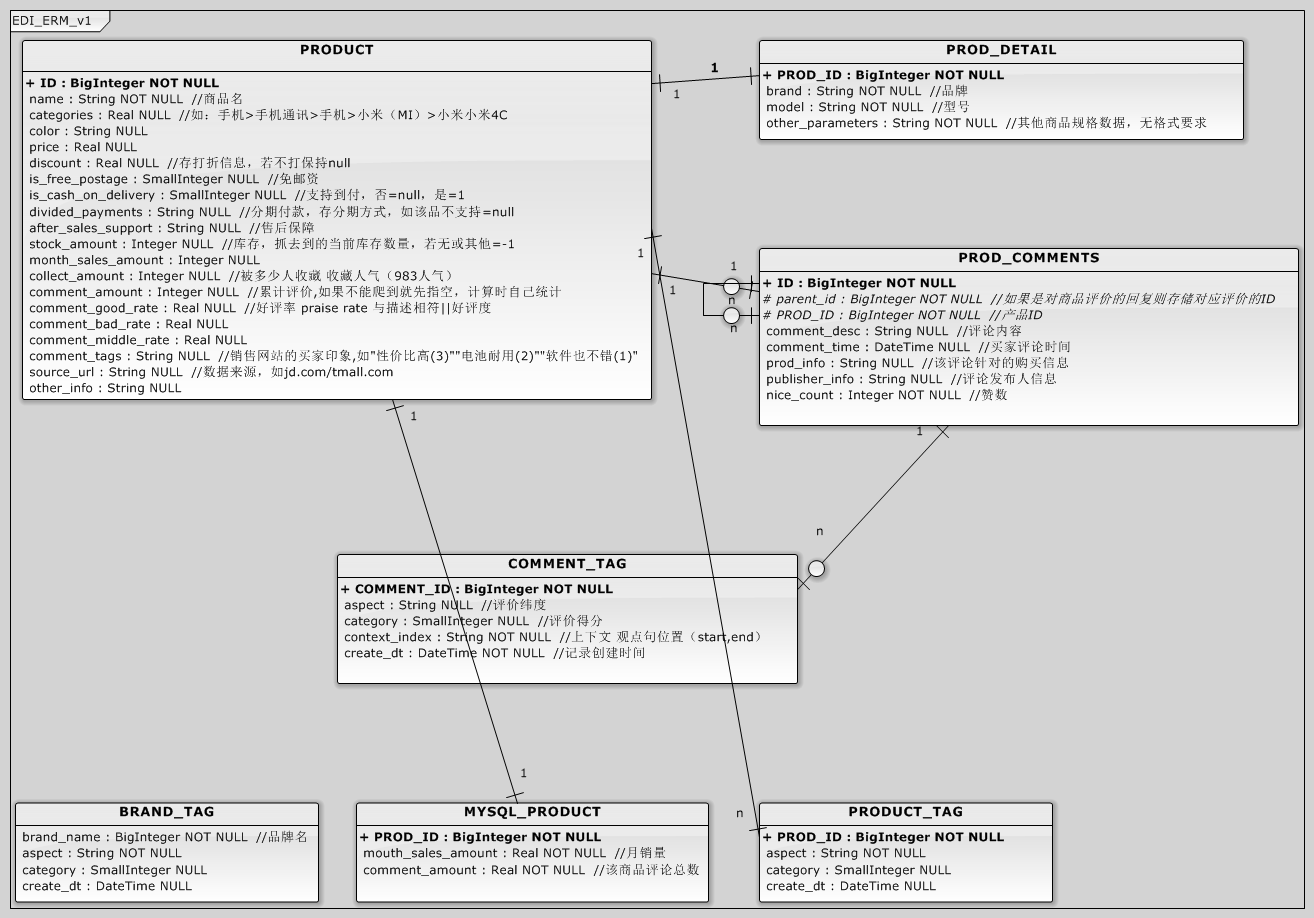 EDI_ERM_v1
PRODUCT
+ ID : BigInteger NOT NULL
name : String NOT NULL //商品名
categories : Real NULL //如：手机>手机通讯>手机>小米（MI）>小米小米4C
color : String NULL
price : Real NULL
discount : Real NULL //存打折信息，若不打保持null
is_free_postage : SmallInteger NULL //免邮资
is_cash_on_delivery : SmallInteger NULL //支持到付，否=null，是=1
divided_payments : String NULL //分期付款，存分期方式，如该品不支持=null
after_sales_support : String NULL //售后保障
stock_amount : Integer NULL //库存，抓去到的当前库存数量，若无或其他=-1
month_sales_amount : Integer NULL
collect_amount : Integer NULL //被多少人收藏 收藏人气（983人气）
comment_amount : Integer NULL //累计评价,如果不能爬到就先指空，计算时自己统计
comment_good_rate : Real NULL //好评率 praise rate 与描述相符||好评度
comment_bad_rate : Real NULL
comment_middle_rate : Real NULL
comment_tags : String NULL //销售网站的买家印象,如"性价比高(3)""电池耐用(2)""软件也不错(1)"
source_url : String NULL //数据来源，如jd.com/tmall.com
other_info : String NULL
1
1
PROD_DETAIL
+ PROD_ID : BigInteger NOT NULL
brand : String NOT NULL //品牌
model : String NOT NULL //型号
other_parameters : String NOT NULL //其他商品规格数据，无格式要求
1
1
1
n
n
PROD_COMMENTS
+ ID : BigInteger NOT NULL
# parent_id : BigInteger NOT NULL //如果是对商品评价的回复则存储对应评价的ID
# PROD_ID : BigInteger NOT NULL //产品ID
comment_desc : String NULL //评论内容
comment_time : DateTime NULL //买家评论时间
prod_info : String NULL //该评论针对的购买信息
publisher_info : String NULL //评论发布人信息
nice_count : Integer NOT NULL //赞数
1
1
n
COMMENT_TAG
+ COMMENT_ID : BigInteger NOT NULL
aspect : String NULL //评价纬度
category : SmallInteger NULL //评价得分
context_index : String NOT NULL //上下文 观点句位置（start,end）
create_dt : DateTime NOT NULL //记录创建时间
1
n
BRAND_TAG
brand_name : BigInteger NOT NULL //品牌名
aspect : String NOT NULL
category : SmallInteger NULL
create_dt : DateTime NULL
MYSQL_PRODUCT
+ PROD_ID : BigInteger NOT NULL
mouth_sales_amount : Real NOT NULL //月销量
comment_amount : Real NOT NULL //该商品评论总数
PRODUCT_TAG
+ PROD_ID : BigInteger NOT NULL
aspect : String NOT NULL
category : SmallInteger NULL
create_dt : DateTime NULL